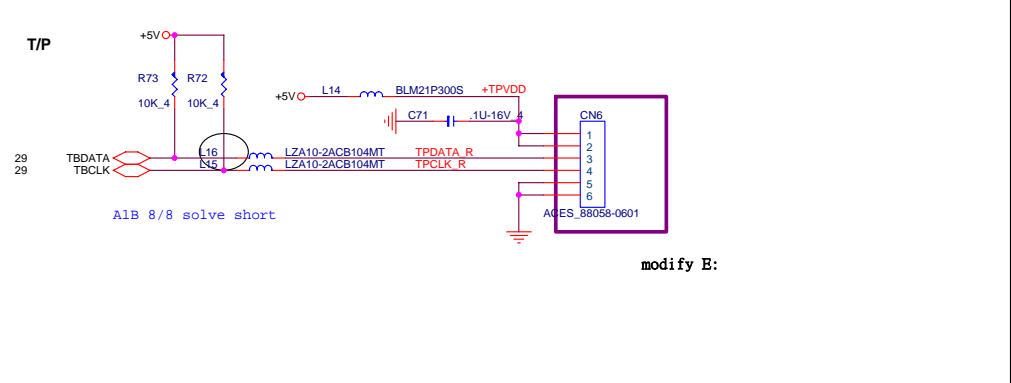 T/P
+5V
R73 R72
10K_4 10K_4
+5V L14 BLM21P300S +TPVDD
C71 .1U-16V_4
CN6
1
2
3
4
5
6
29 TBDATA L16 LZA10-2ACB104MT TPDATA_R
29 TBCLK L15 LZA10-2ACB104MT TPCLK_R
ACES_88058-0601
A1B 8/8 solve short
modify E: